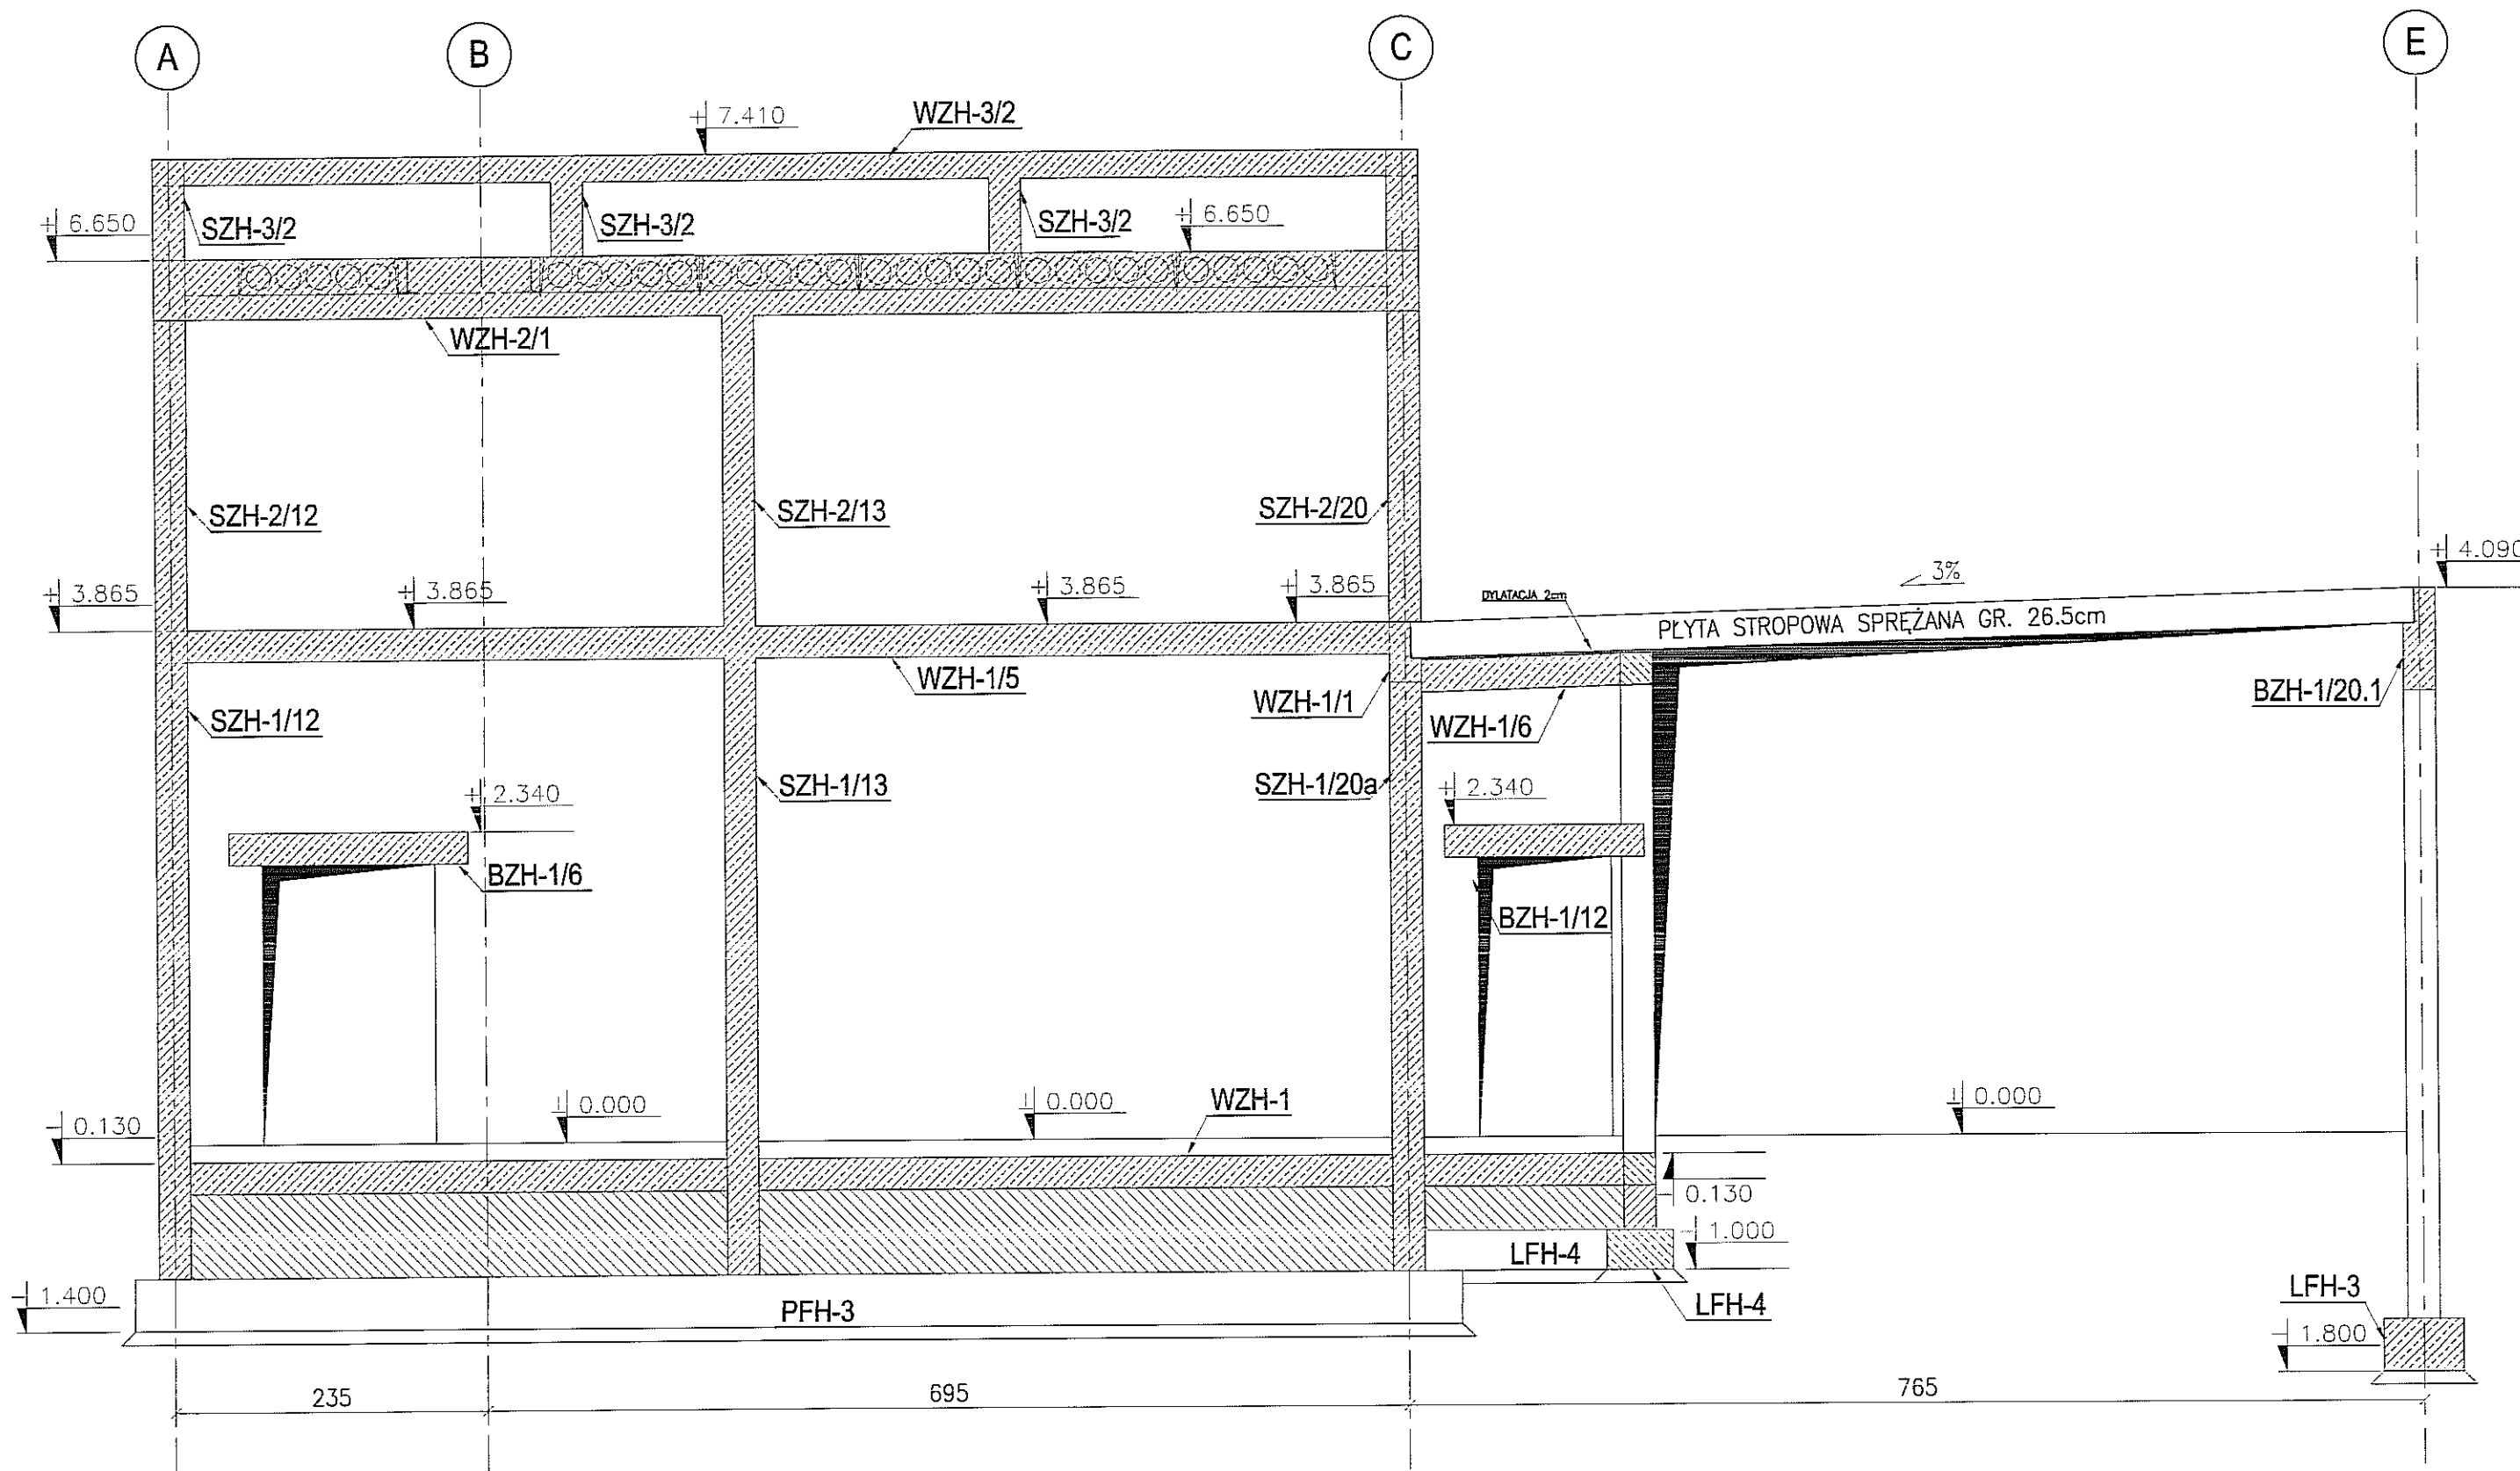 A
B
C
E
+ 7.410
WZH-3/2
+ 6.650
SZH-3/2
SZH-3/2
SZH-3/2
+ 6.650
WZH-2/1
SZH-2/12
SZH-2/13
SZH-2/20
+ 3.865
+ 3.865
+ 3.865
+ 3.865
DYLATACJA 2cm
3%
+ 4.090
PŁYTA STROPOWA SPRĘŻANA GR. 26.5cm
WZH-1/5
WZH-1/1
WZH-1/6
BZH-1/20.1
SZH-1/12
SZH-1/13
SZH-1/20a
+ 2.340
+ 2.340
BZH-1/6
BZH-1/12
- 0.130
± 0.000
± 0.000
WZH-1
± 0.000
- 0.130
- 1.000
LFH-4
LFH-4
- 1.400
PFH-3
LFH-3
- 1.800
235
695
765